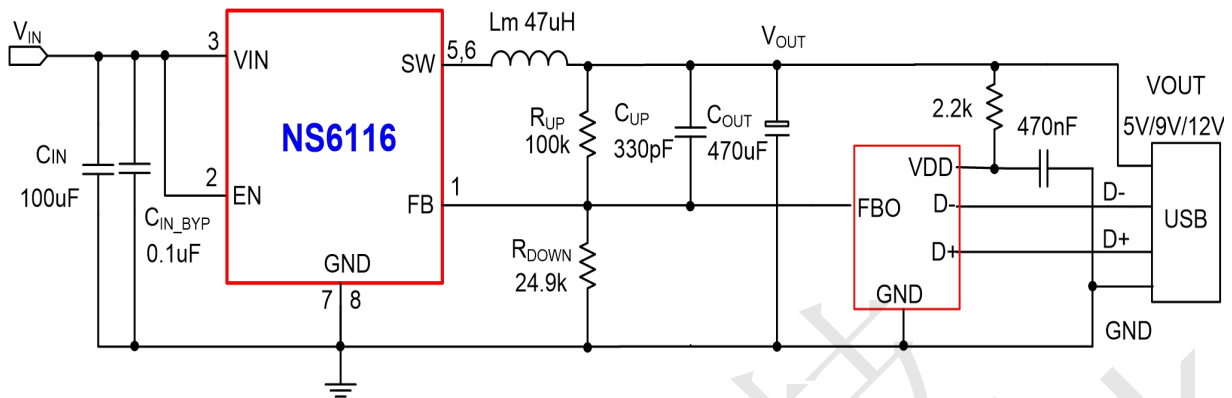 VIN
3
VIN
SW
5,6
Lm 47uH
VOUT
NS6116
CIN
100uF
CIN_BYP
0.1uF
2
EN
FB
1
GND
7
8
RUP
100k
CUP
330pF
COUT
470uF
RDOWN
24.9k
2.2k
470nF
VDD
FBO
D-
D+
GND
VOUT
5V/9V/12V
D-
D+
USB
GND